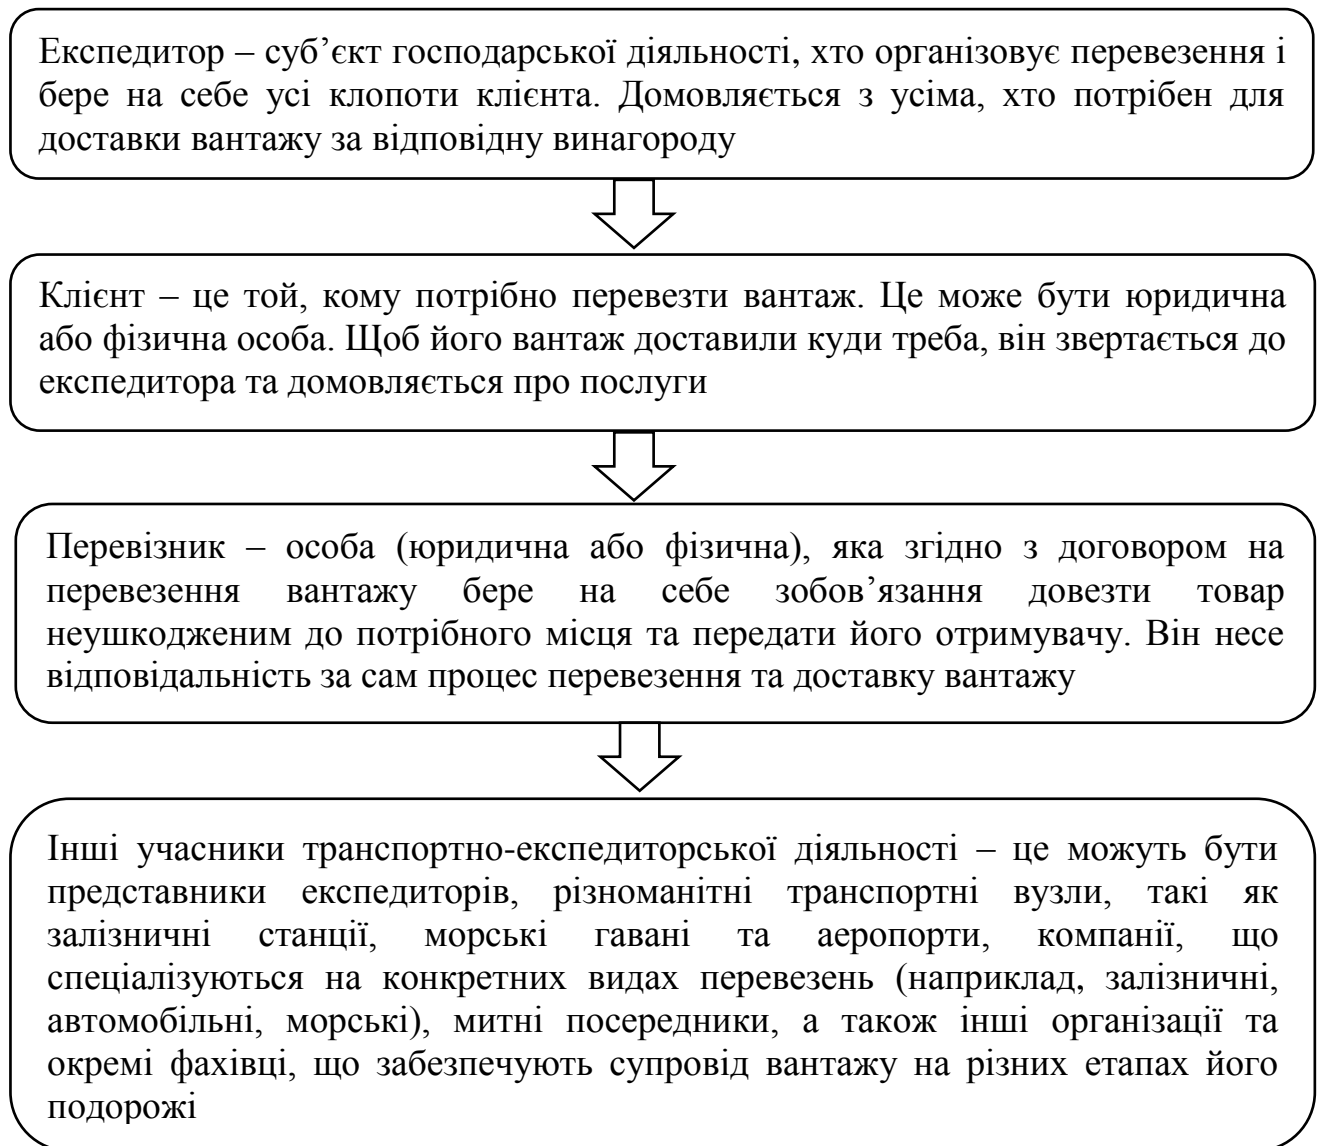 Експедитор – суб’єкт господарської діяльності, хто організовує перевезення і
бере на себе усі клопоти клієнта. Домовляється з усіма, хто потрібен для
доставки вантажу за відповідну винагороду
Клієнт – це той, кому потрібно перевезти вантаж. Це може бути юридична
або фізична особа. Щоб його вантаж доставили куди треба, він звертається до
експедитора та домовляється про послуги
Перевізник – особа (юридична або фізична), яка згідно з договором на
перевезення вантажу бере на себе зобов’язання довезти товар
неушкодженим до потрібного місця та передати його отримувачу. Він несе
відповідальність за сам процес перевезення та доставку вантажу
Інші учасники транспортно-експедиторської діяльності – це можуть бути
представники експедиторів, різноманітні транспортні вузли, такі як
залізничні станції, морські гавані та аеропорти, компанії, що
спеціалізуються на конкретних видах перевезень (наприклад, залізничні,
автомобільні, морські), митні посередники, а також інші організації та
окремі фахівці, що забезпечують супровід вантажу на різних етапах його
подорожі